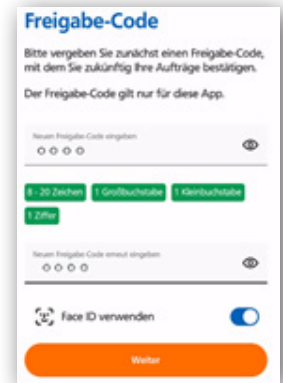 Freigabe-Code
Bitte vergeben Sie zunächst einen Freigabe-Code,
mit dem Sie zukünftig Ihre Aufträge bestätigen.
Der Freigabe-Code gilt nur für diese App.
Neuen Freigabe-Code eingeben
8 - 20 Zeichen 1 Großbuchstabe 1 Kleinbuchstabe
1 Ziffer
Neuen Freigabe-Code erneut eingeben
Face ID verwenden
Weiter